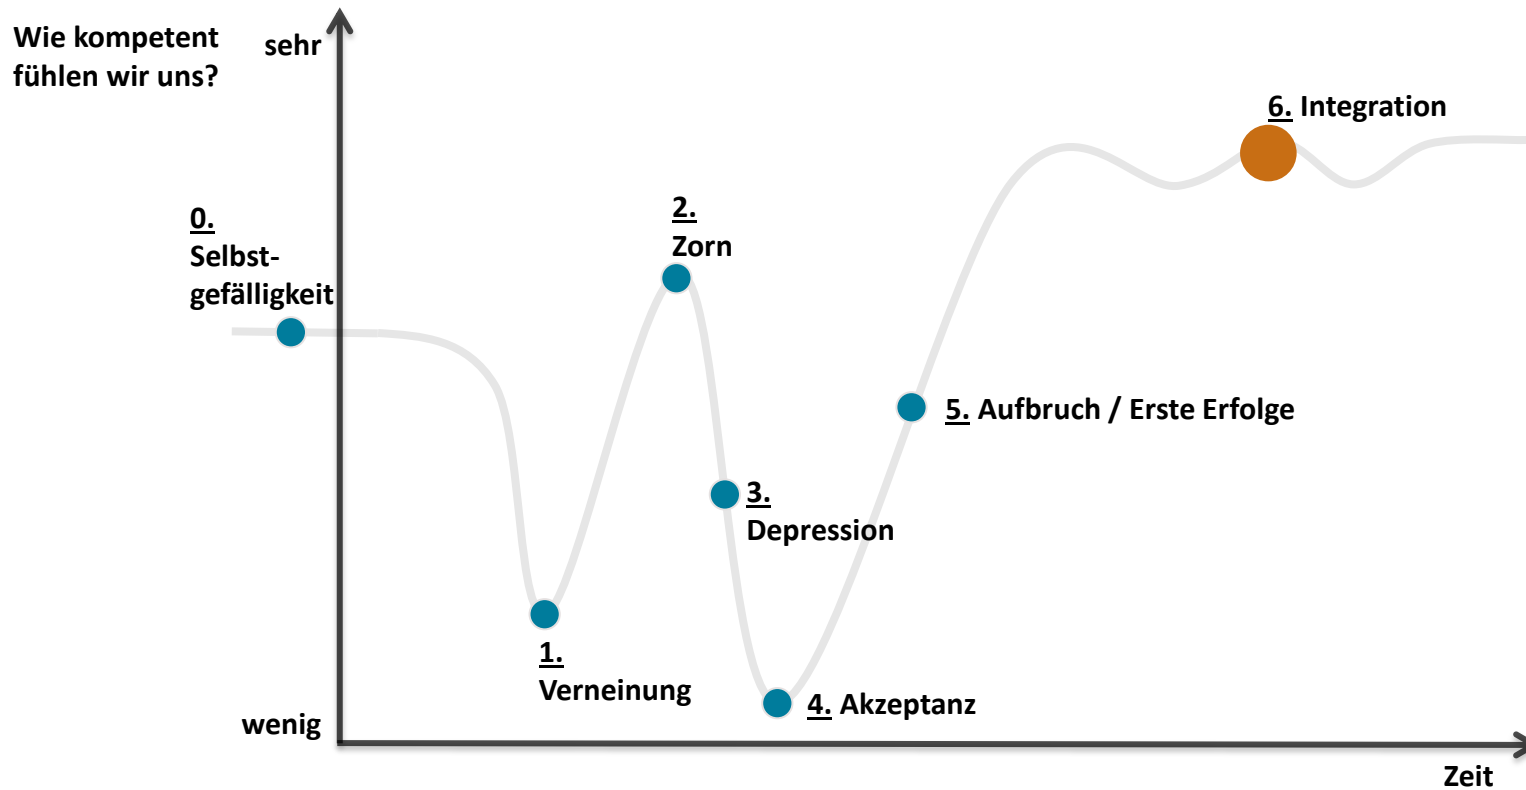 Wie kompetent
fühlen wir uns?
sehr
6. Integration
0.
Selbst-
gefälligkeit
2.
Zorn
5. Aufbruch / Erste Erfolge
3.
Depression
1.
Verneinung
4. Akzeptanz
wenig
Zeit